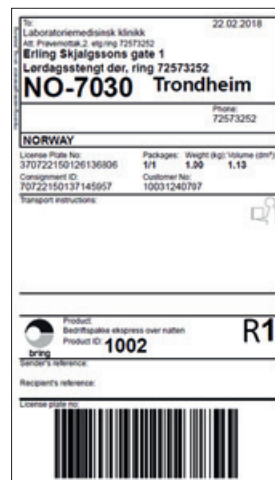 To: 22.02.2018
Laboratoriemedisinsk klinikk
Att. Prøvemottak,2. etg ring 72573252
Erling Skjalgssons gate 1
Lørdagsstengt dør, ring 72573252
NO-7030 Trondheim
Phone:
72573252
NORWAY
License Plate No: Packages: Weight (kg): Volume (dm³):
370722150126136806 1/1 1.00 1.13
Consignment ID: Customer No:
70722150137145957 10031240787
Transport instructions:
Product:
Bedriftspakke ekspress over natten
Product ID: 1002
R1
bring
Sender's reference:
Recipient's reference:
License plate no: